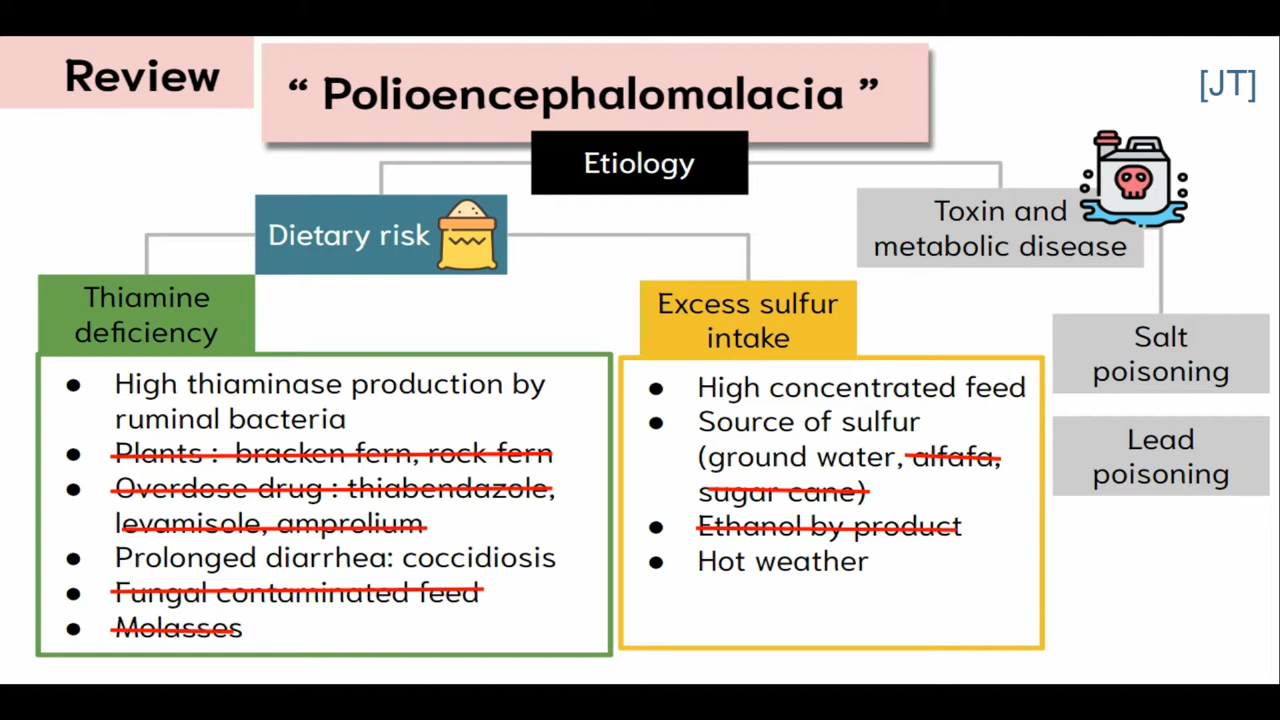 Review
“ Polioencephalomalacia ”
[JT]
Etiology
Dietary risk
Toxin and
metabolic disease
Thiamine
deficiency
Excess sulfur
intake
Salt
poisoning
Lead
poisoning
● High thiaminase production by
ruminal bacteria
● Plants : bracken fern, rock fern
● Overdose drug : thiabendazole,
levamisole, amprolium
● Prolonged diarrhea: coccidiosis
● Fungal contaminated feed
● Molasses
● High concentrated feed
● Source of sulfur
(ground water, alfafa,
sugar cane)
● Ethanol by product
● Hot weather